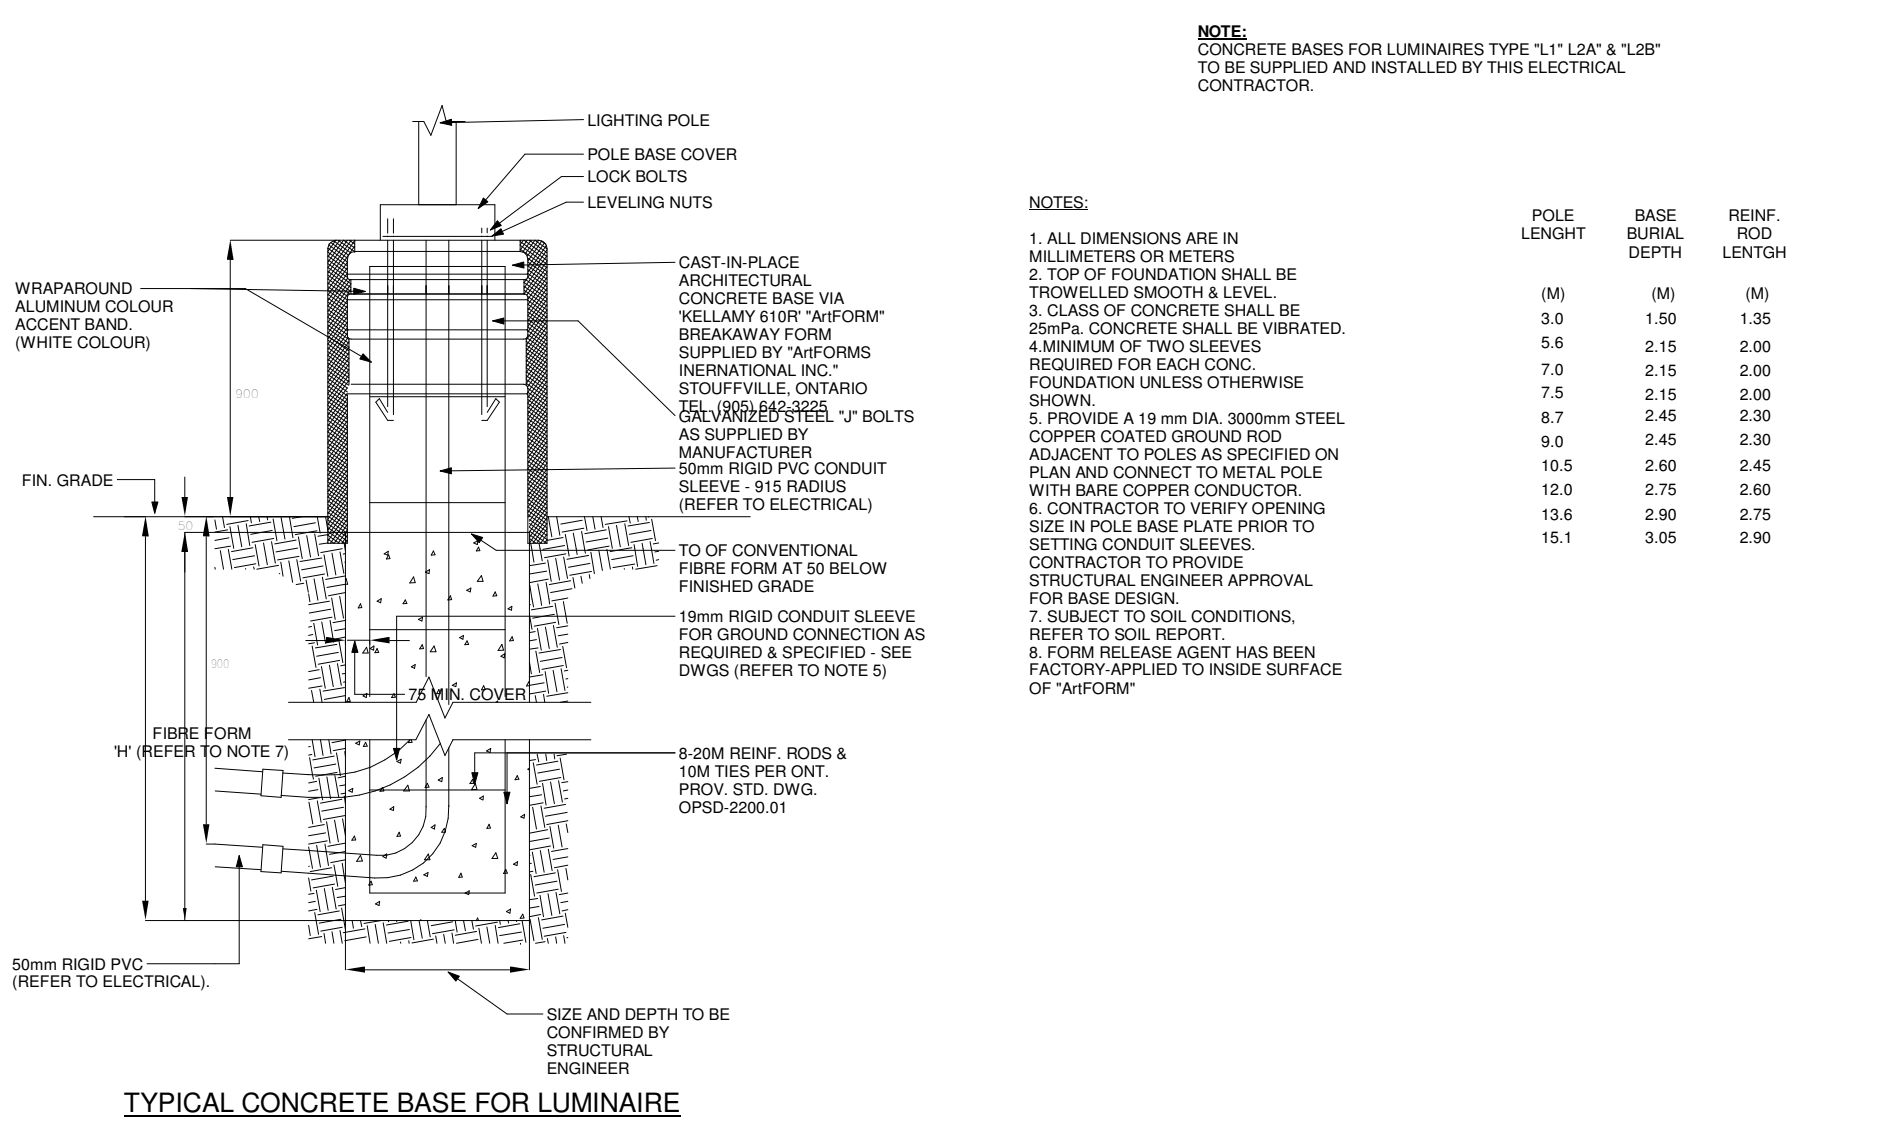 NOTE:
CONCRETE BASES FOR LUMINAIRES TYPE "L1" L2A" & "L2B"
TO BE SUPPLIED AND INSTALLED BY THIS ELECTRICAL
CONTRACTOR.
LIGHTING POLE
POLE BASE COVER
LOCK BOLTS
LEVELING NUTS
CAST-IN-PLACE
ARCHITECTURAL
CONCRETE BASE VIA
'KELLAMY 610R' "ArtFORM"
BREAKAWAY FORM
SUPPLIED BY "ArtFORMS
INERNATIONAL INC."
STOUFFVILLE, ONTARIO
TEL. (905) 642-3225
GALVANIZED STEEL "J" BOLTS
AS SUPPLIED BY
MANUFACTURER
50mm RIGID PVC CONDUIT
SLEEVE - 915 RADIUS
(REFER TO ELECTRICAL)
TO OF CONVENTIONAL
FIBRE FORM AT 50 BELOW
FINISHED GRADE
19mm RIGID CONDUIT SLEEVE
FOR GROUND CONNECTION AS
REQUIRED & SPECIFIED - SEE
DWGS (REFER TO NOTE 5)
8-20M REINF. RODS &
10M TIES PER ONT.
PROV. STD. DWG.
OPSD-2200.01
WRAPAROUND
ALUMINUM COLOUR
ACCENT BAND.
(WHITE COLOUR)
900
FIN. GRADE
50
900
75 MIN. COVER
FIBRE FORM
'H' (REFER TO NOTE 7)
50mm RIGID PVC
(REFER TO ELECTRICAL).
SIZE AND DEPTH TO BE
CONFIRMED BY
STRUCTURAL
ENGINEER
TYPICAL CONCRETE BASE FOR LUMINAIRE
NOTES:
1. ALL DIMENSIONS ARE IN
MILLIMETERS OR METERS
2. TOP OF FOUNDATION SHALL BE
TROWELLED SMOOTH & LEVEL.
3. CLASS OF CONCRETE SHALL BE
25mPa. CONCRETE SHALL BE VIBRATED.
4.MINIMUM OF TWO SLEEVES
REQUIRED FOR EACH CONC.
FOUNDATION UNLESS OTHERWISE
SHOWN.
5. PROVIDE A 19 mm DIA. 3000mm STEEL
COPPER COATED GROUND ROD
ADJACENT TO POLES AS SPECIFIED ON
PLAN AND CONNECT TO METAL POLE
WITH BARE COPPER CONDUCTOR.
6. CONTRACTOR TO VERIFY OPENING
SIZE IN POLE BASE PLATE PRIOR TO
SETTING CONDUIT SLEEVES.
CONTRACTOR TO PROVIDE
STRUCTURAL ENGINEER APPROVAL
FOR BASE DESIGN.
7. SUBJECT TO SOIL CONDITIONS,
REFER TO SOIL REPORT.
8. FORM RELEASE AGENT HAS BEEN
FACTORY-APPLIED TO INSIDE SURFACE
OF "ArtFORM"
POLE BASE REINF.
LENGHT BURIAL ROD
DEPTH LENTGH
(M) (M) (M)
3.0 1.50 1.35
5.6 2.15 2.00
7.0 2.15 2.00
7.5 2.15 2.00
8.7 2.45 2.30
9.0 2.45 2.30
10.5 2.60 2.45
12.0 2.75 2.60
13.6 2.90 2.75
15.1 3.05 2.90